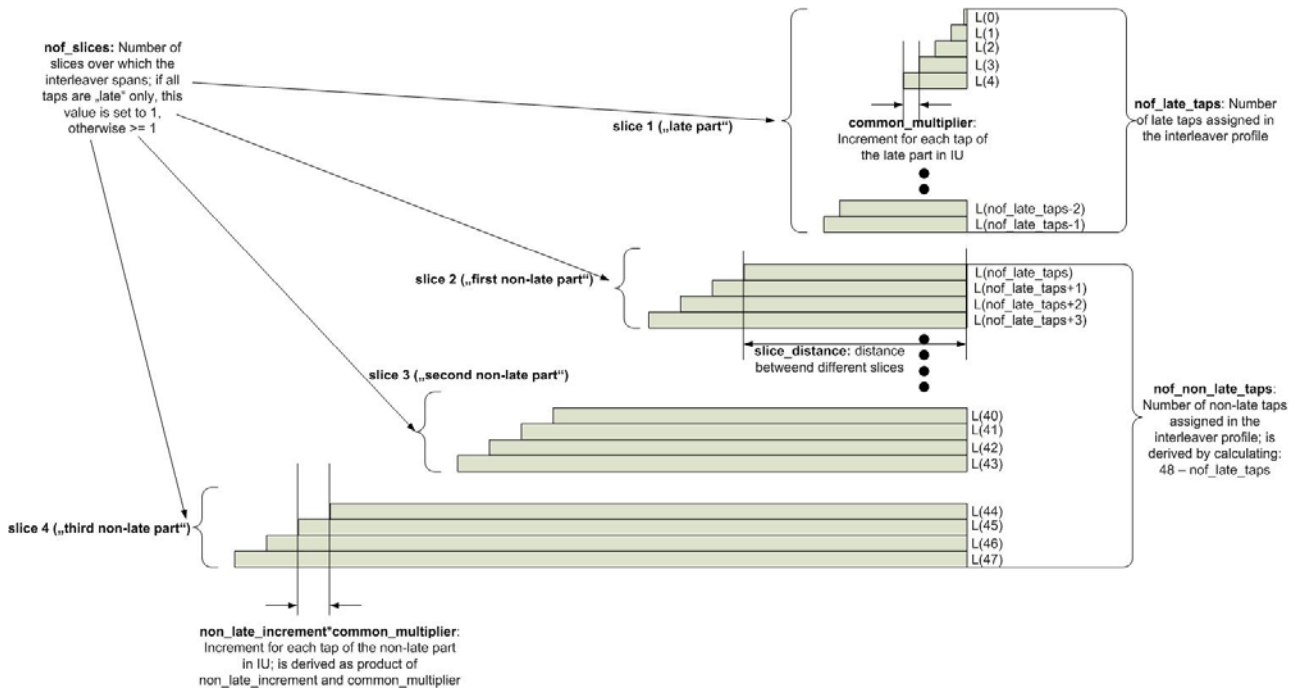 nof_slices: Number of
slices over which the
interleaver spans; if all
taps are „late“ only, this
value is set to 1,
otherwise >= 1
slice 1 („late part“)
L(0)
L(1)
L(2)
L(3)
L(4)
common_multiplier:
Increment for each tap of
the late part in IU
L(nof_late_taps-2)
L(nof_late_taps-1)
nof_late_taps: Number
of late taps assigned in
the interleaver profile
slice 2 („first non-late part“)
L(nof_late_taps)
L(nof_late_taps+1)
L(nof_late_taps+2)
L(nof_late_taps+3)
slice_distance: distance
betweend different slices
slice 3 („second non-late part“)
L(40)
L(41)
L(42)
L(43)
nof_non_late_taps:
Number of non-late taps
assigned in the
interleaver profile; is
derived by calculating:
48 – nof_late_taps
slice 4 („third non-late part“)
L(44)
L(45)
L(46)
L(47)
non_late_increment*common_multiplier:
Increment for each tap of the non-late part
in IU; is derived as product of
non_late_increment and common_multiplier